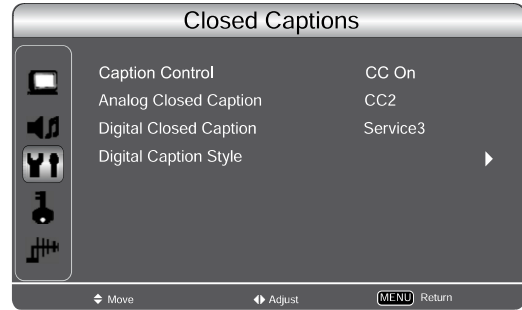 Closed Captions
Caption Control CC On
Analog Closed Caption CC2
Digital Closed Caption Service3
Digital Caption Style
Move Adjust MENU Return